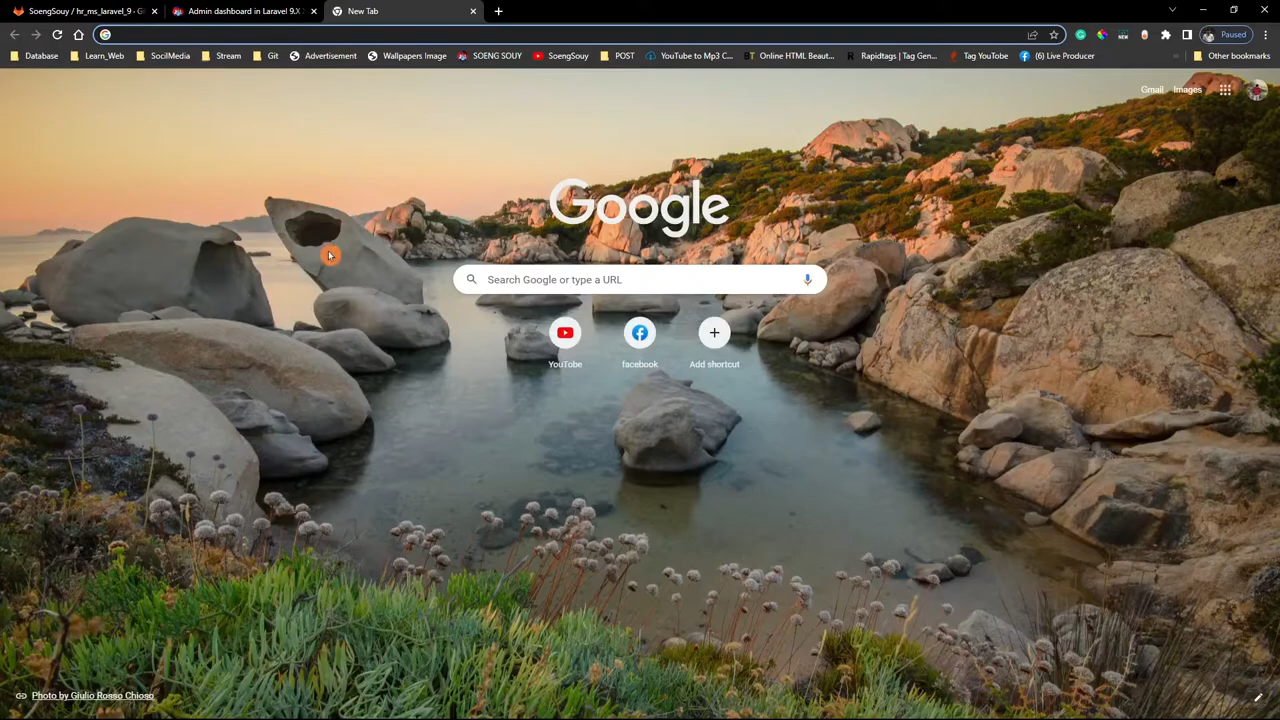 SoengSouy / hr_ms_laravel_9 · G
Admin dashboard in Laravel 9.X
New Tab
Paused
Database
Learn_Web
SocilMedia
Stream
Git
Advertisement
Wallpapers Image
SOENG SOUY
SoengSouy
POST
YouTube to Mp3 C...
Online HTML Beaut...
Rapidtags | Tag Gen...
Tag YouTube
(6) Live Producer
Other bookmarks
Gmail
Images
Google
Search Google or type a URL
YouTube
facebook
Add shortcut
Photo by Giulio Rosso Chioso